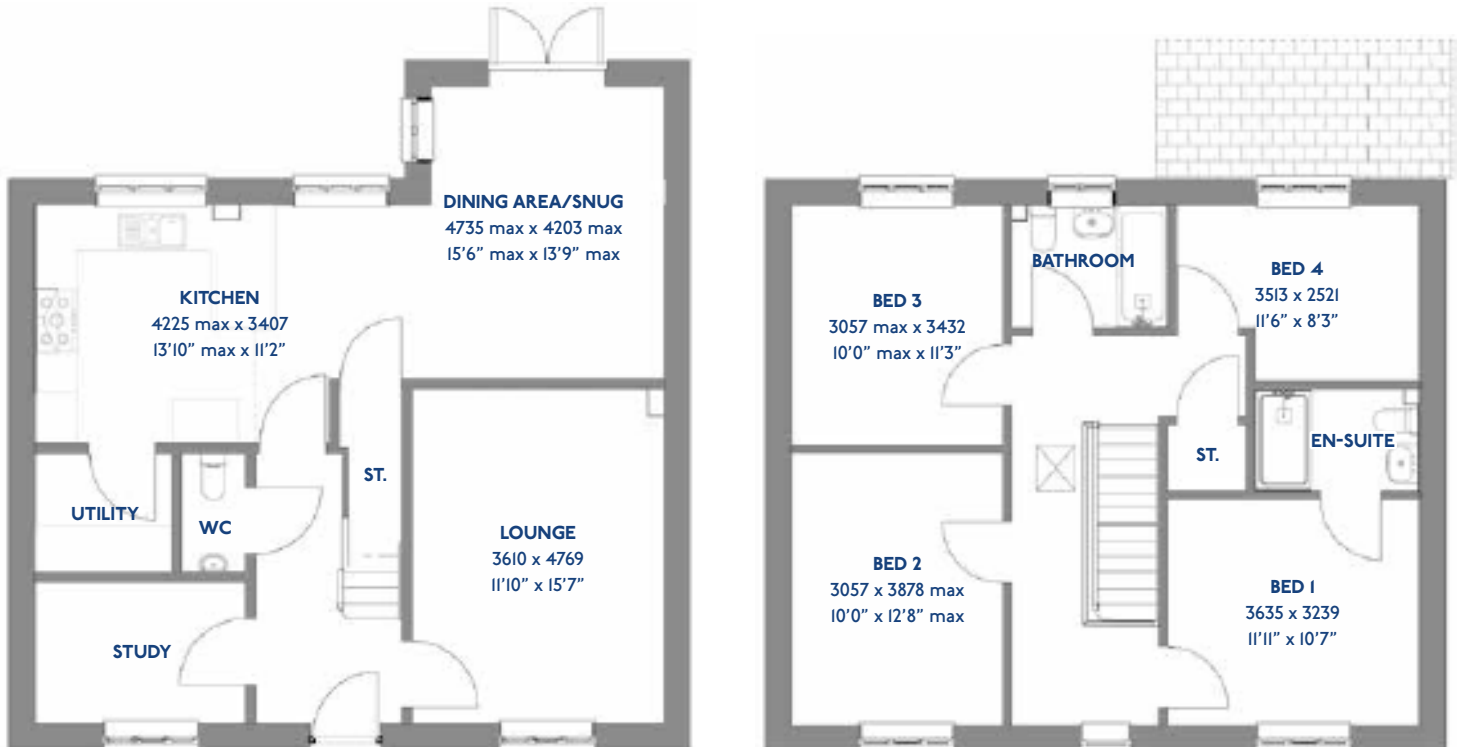 DINING AREA/SNUG
4735 max x 4203 max
15'6” max x 13'9” max
KITCHEN
4225 max x 3407
13'10” max x 11'2”
UTILITY
WC
ST.
LOUNGE
3610 x 4769
11'10” x 15'7”
STUDY
BATHROOM
BED 4
3513 x 2521
11'6” x 8'3”
BED 3
3057 max x 3432
10'0” max x 11'3”
EN-SUITE
ST.
BED 2
3057 x 3878 max
10'0” x 12'8” max
BED 1
3635 x 3239
11'11” x 10'7”